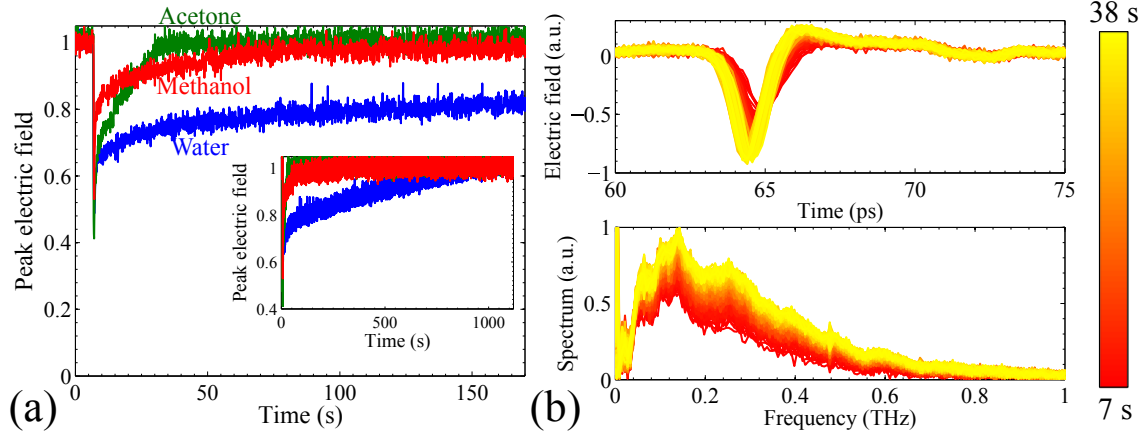 Acetone
Methanol
Water
1
0.8
0.6
0.4
0.2
0
0 50 100 150
Peak electric field
Time (s)
1
0.8
0.6
0.4
0 500 1000
Peak electric field
Time (s)
(a)
0
−0.5
−1
60 65 70 75
Electric field (a.u.)
Time (ps)
1
0.5
0
0 0.2 0.4 0.6 0.8 1
Spectrum (a.u.)
Frequency (THz)
(b)
38 s
7 s